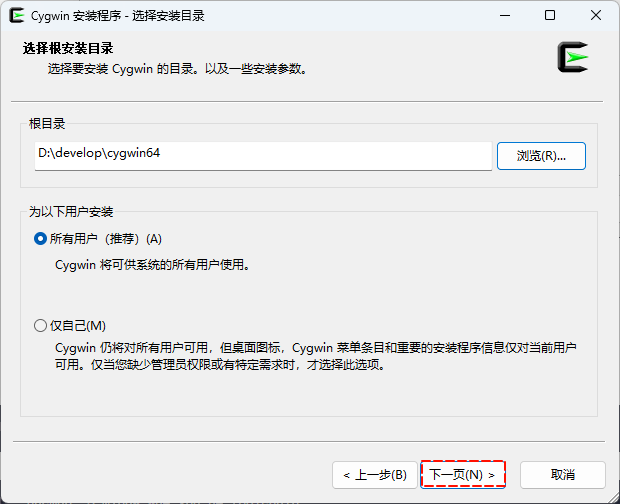 Cygwin 安装程序 - 选择安装目录
选择根安装目录
选择要安装 Cygwin 的目录。以及一些安装参数。
根目录
D:\develop\cygwin64
浏览(R)...
为以下用户安装
所有用户（推荐）(A)
Cygwin 将可供系统的所有用户使用。
仅自己(M)
Cygwin 仍将对所有用户可用，但桌面图标，Cygwin 菜单条目和重要的安装程序信息仅对当前用户
可用。仅当您缺少管理员权限或有特定需求时，才选择此选项。
< 上一步(B)
下一页(N) >
取消